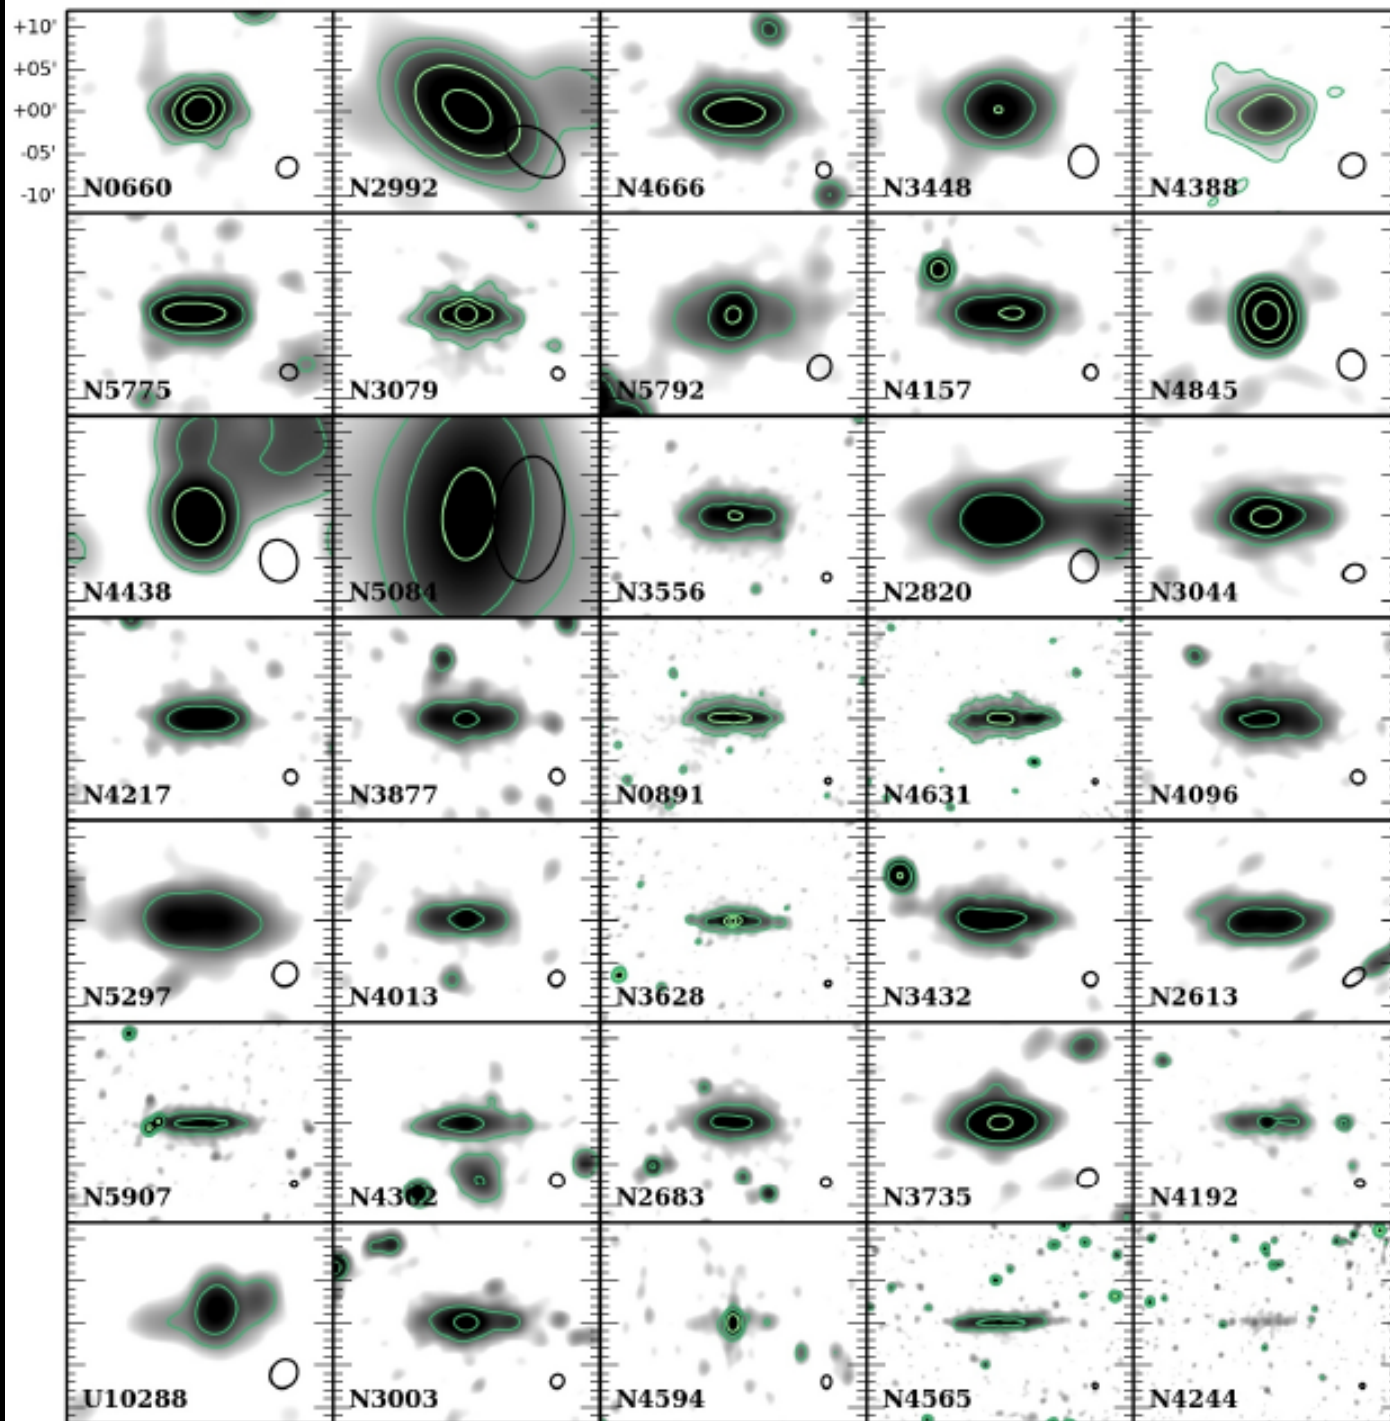 +10'
+05'
+00'
-05'
-10'
N0660 N2992 N4666 N3448 N4388
N5775 N3079 N5792 N4157 N4845
N4438 N5084 N3556 N2820 N3044
N4217 N3877 N0891 N4631 N4096
N5297 N4013 N3628 N3432 N2613
N5907 N4302 N2683 N3735 N4192
U10288 N3003 N4594 N4565 N4244